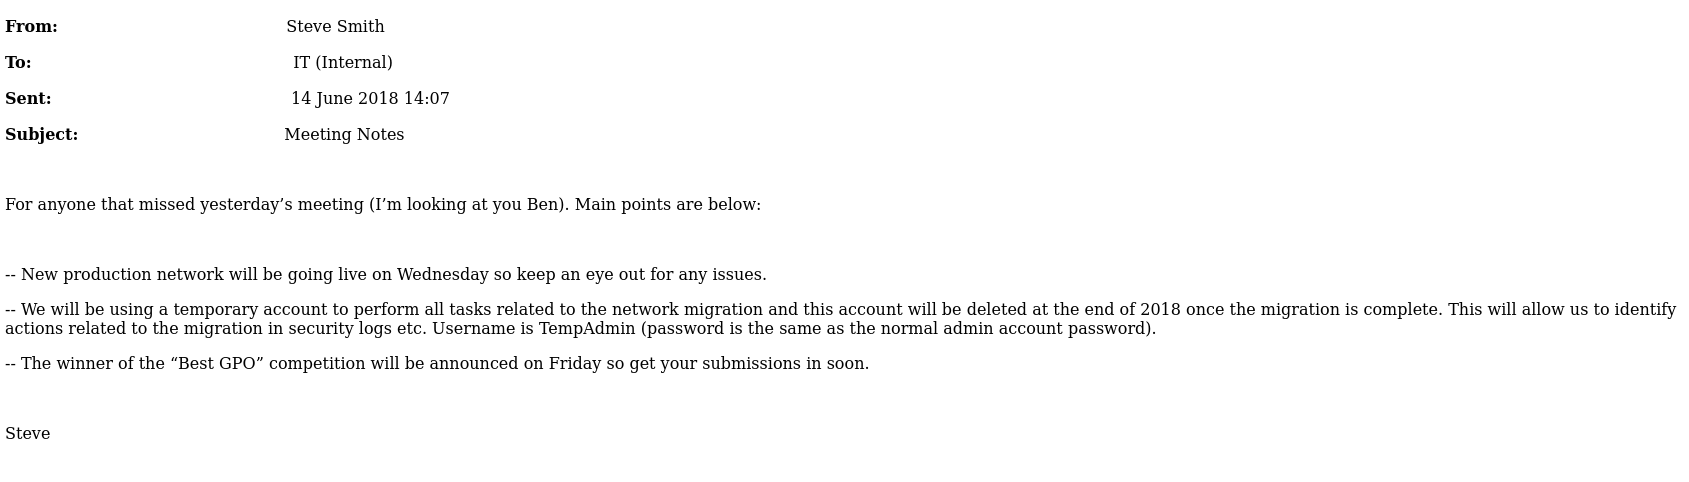 From: Steve Smith
To: IT (Internal)
Sent: 14 June 2018 14:07
Subject: Meeting Notes
For anyone that missed yesterday’s meeting (I’m looking at you Ben). Main points are below:
-- New production network will be going live on Wednesday so keep an eye out for any issues.
-- We will be using a temporary account to perform all tasks related to the network migration and this account will be deleted at the end of 2018 once the migration is complete. This will allow us to identify
actions related to the migration in security logs etc. Username is TempAdmin (password is the same as the normal admin account password).
-- The winner of the “Best GPO” competition will be announced on Friday so get your submissions in soon.
Steve